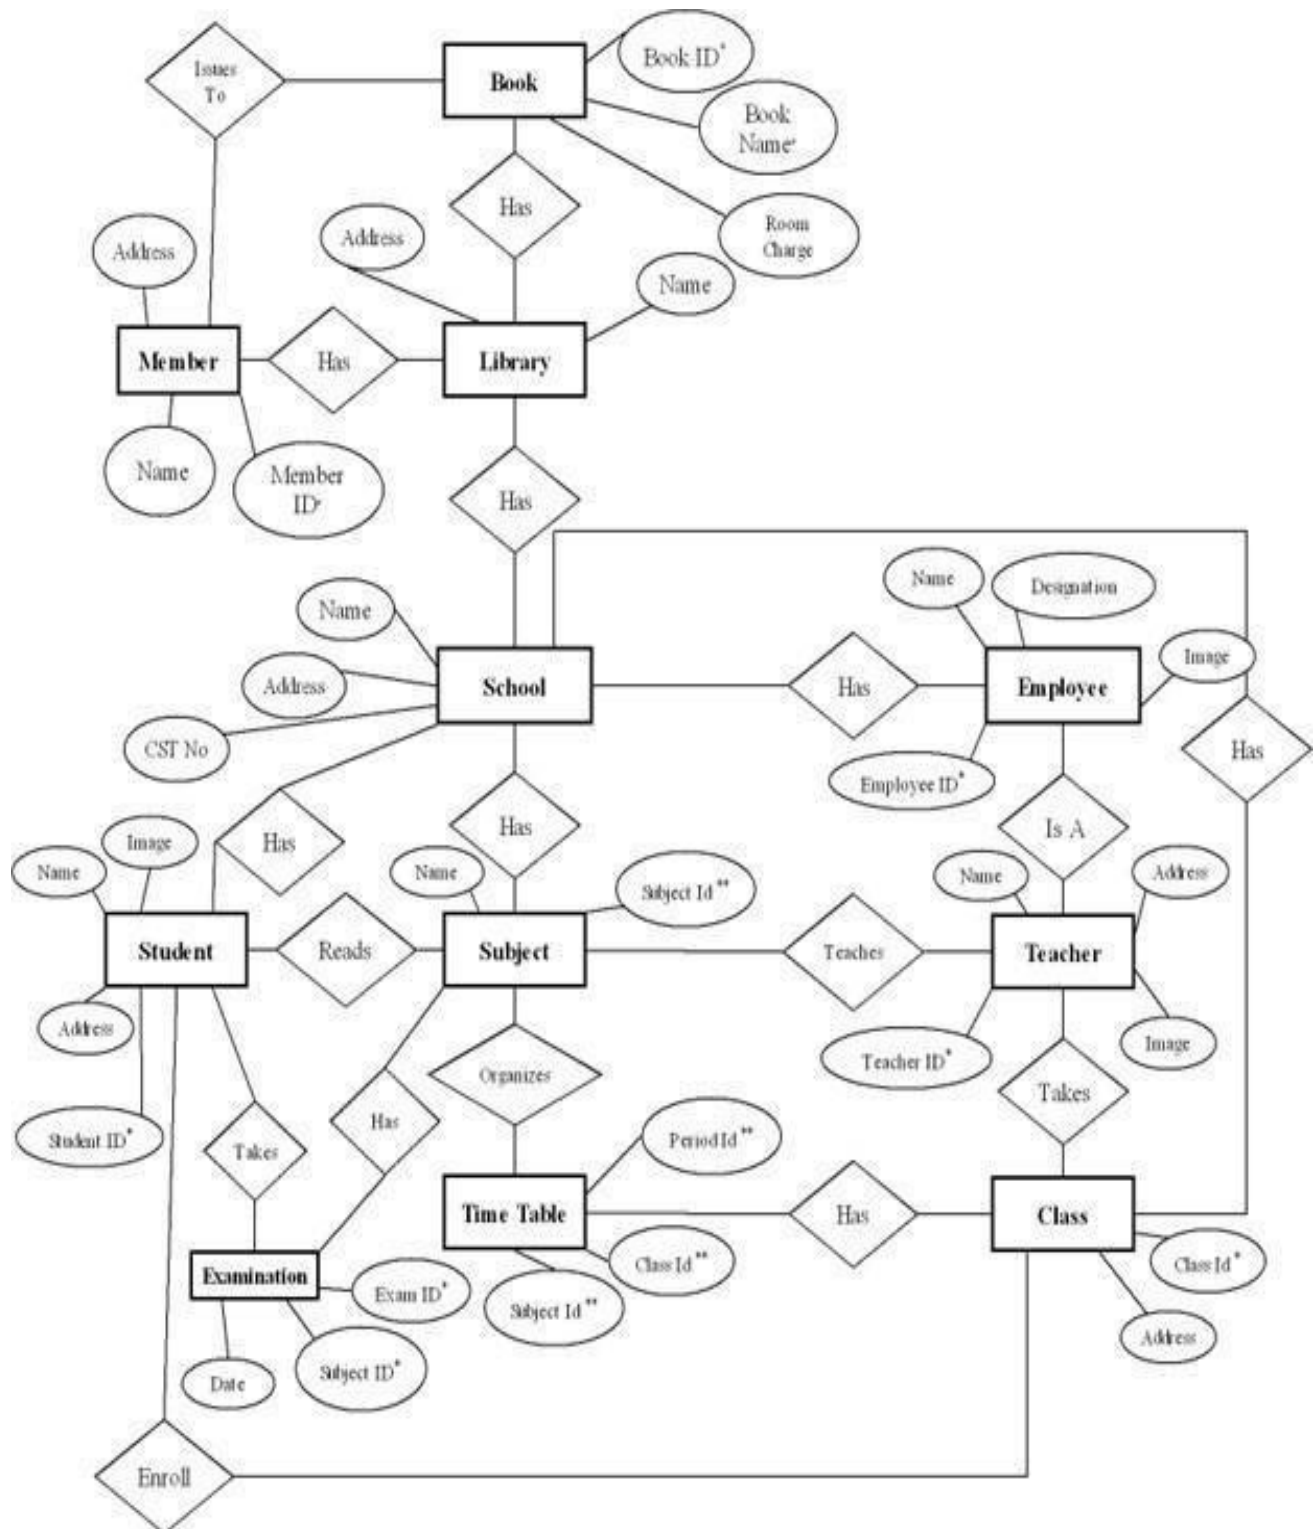 Issues
To
Book
Book ID*
Book
Name*
Has
Room
Charge
Address
Address
Name
Member
Has
Library
Name
Member
ID*
Has
Name
Designation
Name
Image
Address
School
Has
Employee
CST No
Has
Employee ID*
Has
Has
Is A
Image
Name
Name
Subject Id **
Name
Address
Student
Reads
Subject
Teaches
Teacher
Address
Teacher ID*
Image
Organizes
Takes
Student ID*
Takes
Has
Period Id **
Time Table
Has
Class
Class Id **
Class Id *
Examination
Exam ID*
Subject Id **
Address
Date
Subject ID*
Enroll